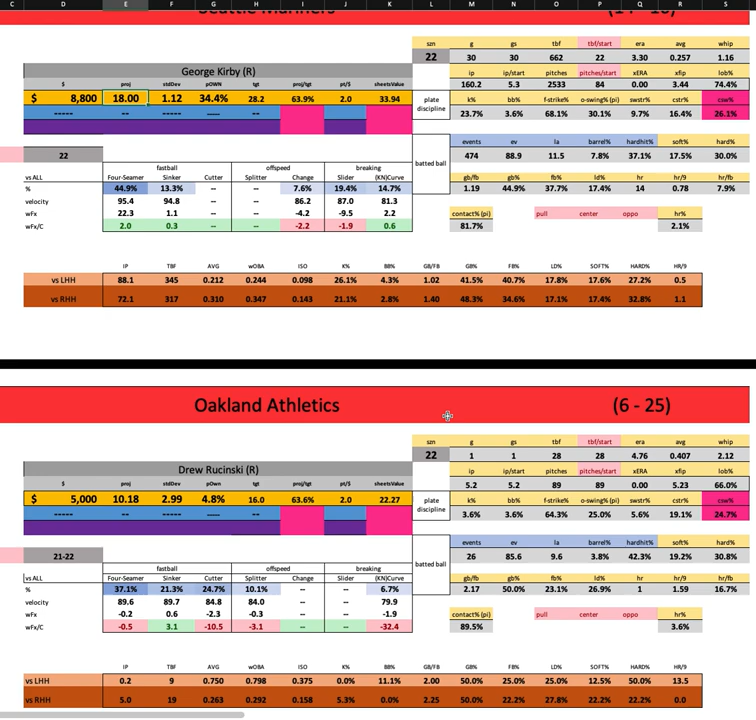 C D E F G H I J K L M N O P Q R S
Seattle Mariners
szn g gs tbf tbf/start era avg whip
22 30 30 662 22 3.30 0.257 1.16
George Kirby (R)
ip ip/start pitches pitches/start xERA xfip lob%
160.2 5.3 2533 84 0.00 3.44 74.4%
$ proj stdDev pOWN tgt proj/tgt pt/$ sheetsValue
$ 8,800 18.00 1.12 34.4% 28.2 63.9% 2.0 33.94
plate discipline k% bb% f-strike% o-swing% (pi) swstr% cstr% csw%
23.7% 3.6% 68.1% 30.1% 9.7% 16.4% 26.1%
----- -- -- ----- --
22
batted ball events ev la barrel% hardhit% soft% hard%
474 88.9 11.5 7.8% 37.1% 17.5% 30.0%
fastball offspeed breaking
vs ALL Four-Seamer Sinker Cutter Splitter Change Slider (KN)Curve
gb/fb gb% fb% ld% hr hr/9 hr/fb
% 44.9% 13.3% -- -- 7.6% 19.4% 14.7%
1.19 44.9% 37.7% 17.4% 14 0.78 7.9%
velocity 95.4 94.8 86.2 87.0 81.3
wFx 22.3 1.1 -4.2 -9.5 2.2
contact% (pi) pull center oppo hr%
wFx/C 2.0 0.3 -- -- -2.2 -1.9 0.6
81.7% 2.1%
IP TBF AVG wOBA ISO K% BB% GB/FB GB% FB% LD% SOFT% HARD% HR/9
vs LHH 88.1 345 0.212 0.244 0.098 26.1% 4.3% 1.02 41.5% 40.7% 17.8% 17.6% 27.2% 0.5
vs RHH 72.1 317 0.310 0.347 0.143 21.1% 2.8% 1.40 48.3% 34.6% 17.1% 17.4% 32.8% 1.1
Oakland Athletics (6 - 25)
szn g gs tbf tbf/start era avg whip
22 1 1 28 28 4.76 0.407 2.12
Drew Rucinski (R)
ip ip/start pitches pitches/start xERA xfip lob%
5.2 5.2 89 89 0.00 5.23 66.0%
$ proj stdDev pOwn tgt proj/tgt pt/$ sheetsValue
$ 5,000 10.18 2.99 4.8% 16.0 63.6% 2.0 22.27
plate discipline k% bb% f-strike% o-swing% (pi) swstr% cstr% csw%
3.6% 3.6% 64.3% 25.0% 5.6% 19.1% 24.7%
----- -- -- ----- --
21-22
batted ball events ev la barrel% hardhit% soft% hard%
26 85.6 9.6 3.8% 42.3% 19.2% 30.8%
fastball offspeed breaking
vs ALL Four-Seamer Sinker Cutter Splitter Change Slider (KN)Curve
gb/fb gb% fb% ld% hr hr/9 hr/fb
% 37.1% 21.3% 24.7% 10.1% -- -- 6.7%
2.17 50.0% 23.1% 26.9% 1 1.59 16.7%
velocity 89.6 89.7 84.8 84.0 79.9
wFx -0.2 0.6 -2.3 -0.3 -1.9
contact% (pi) pull center oppo hr%
wFx/C -0.5 3.1 -10.5 -3.1 -- -- -32.4
89.5% 3.6%
IP TBF AVG wOBA ISO K% BB% GB/FB GB% FB% LD% SOFT% HARD% HR/9
vs LHH 0.2 9 0.750 0.798 0.375 0.0% 11.1% 2.00 50.0% 25.0% 25.0% 12.5% 50.0% 13.5
vs RHH 5.0 19 0.263 0.292 0.158 5.3% 0.0% 2.25 50.0% 22.2% 27.8% 22.2% 22.2% 0.0